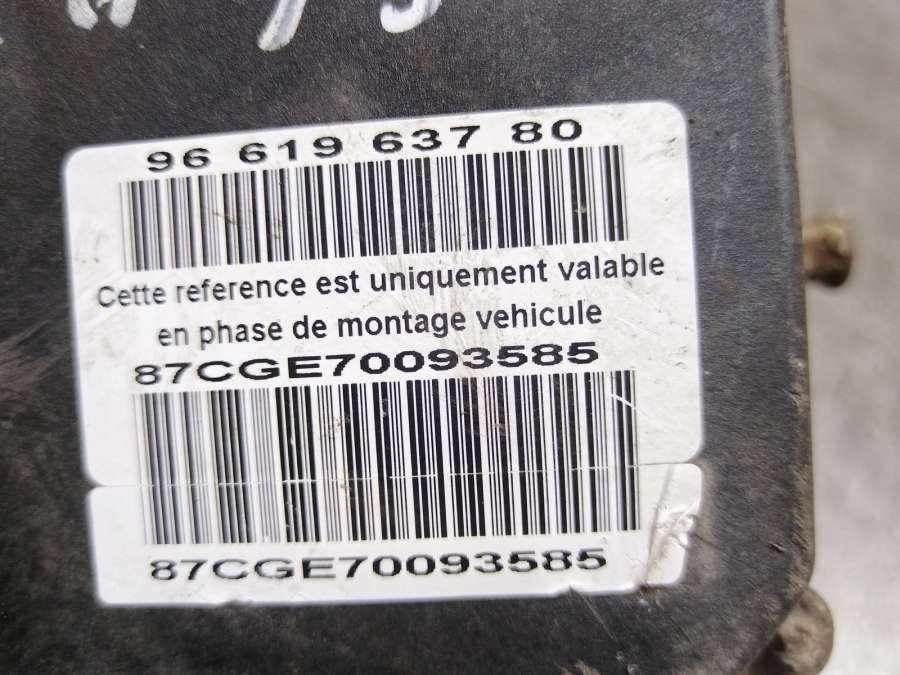 96 619 637 80
Cette reference est uniquement valable
en phase de montage vehicule
87CGE70093585
87CGE70093585